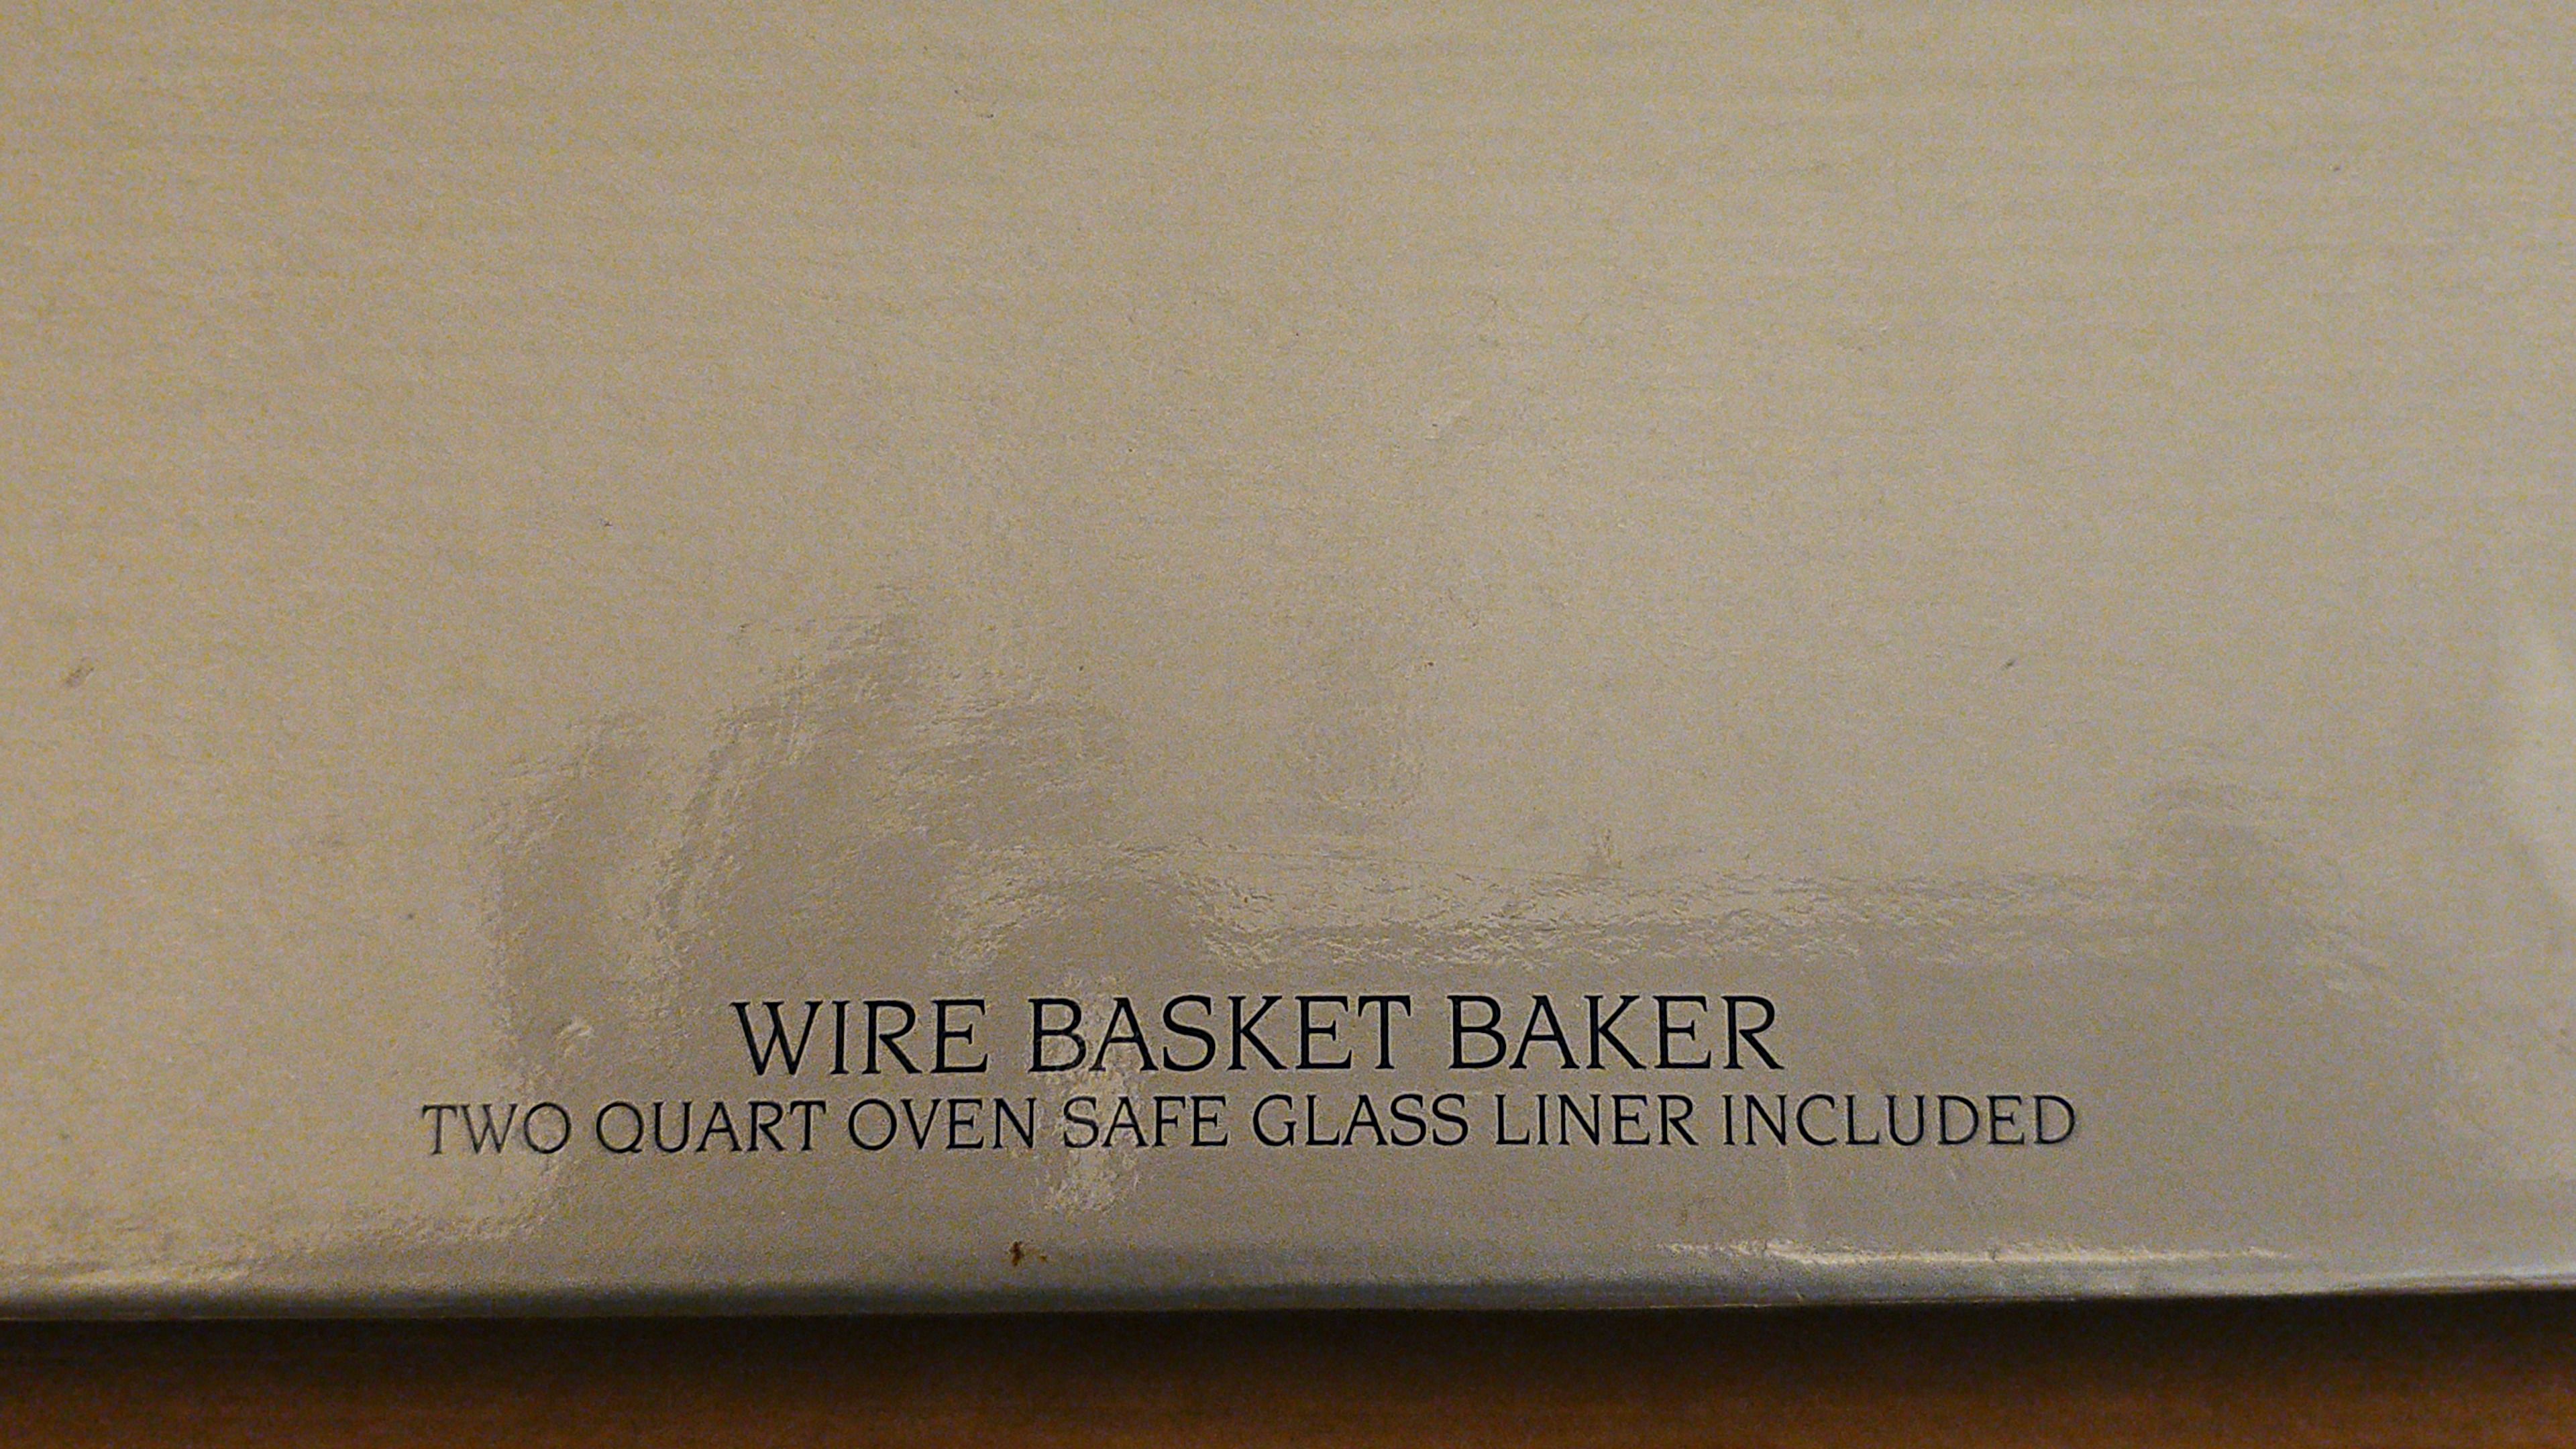 WIRE BASKET BAKER
TWO QUART OVEN SAFE GLASS LINER INCLUDED